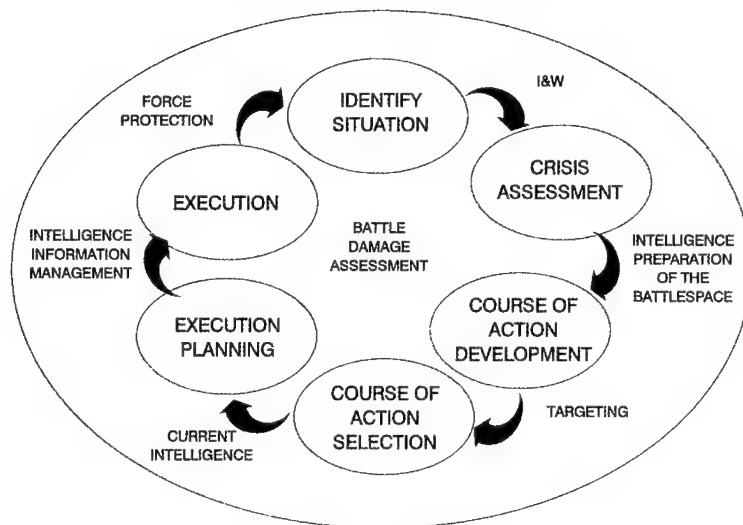 IDENTIFY
SITUATION
I&W
CRISIS
ASSESSMENT
INTELLIGENCE
PREPARATION
OF THE
BATTLESPACE
COURSE OF
ACTION
DEVELOPMENT
TARGETING
COURSE OF
ACTION
SELECTION
CURRENT
INTELLIGENCE
EXECUTION
PLANNING
INTELLIGENCE
INFORMATION
MANAGEMENT
EXECUTION
FORCE
PROTECTION
BATTLE
DAMAGE
ASSESSMENT